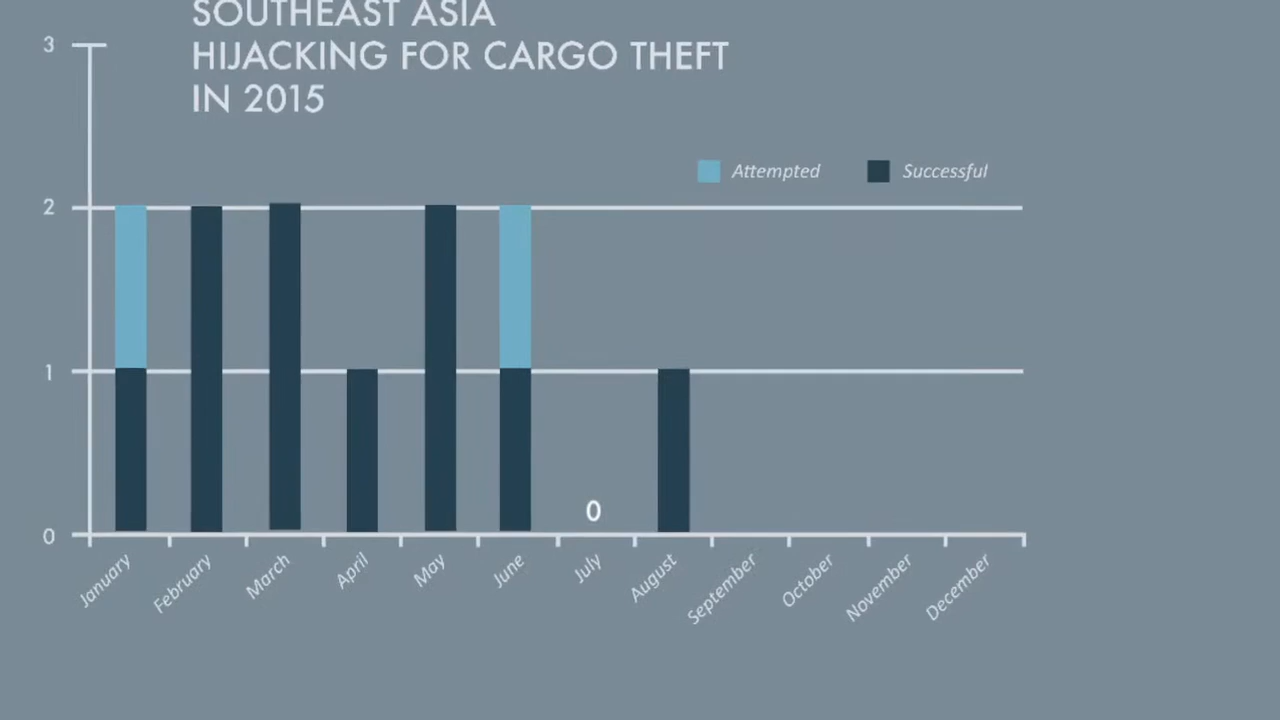 SOUTHEAST ASIA
HIJACKING FOR CARGO THEFT
IN 2015
Attempted Successful
3
2
1
0
0
January February March April May June July August September October November December